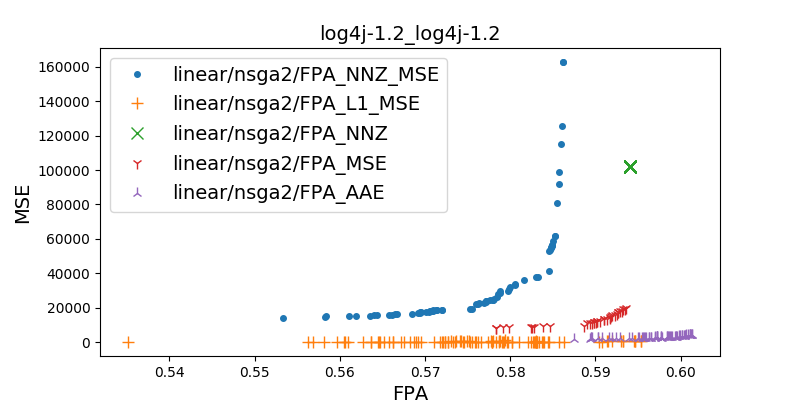 log4j-1.2_log4j-1.2
linear/nsga2/FPA_NNZ_MSE
linear/nsga2/FPA_L1_MSE
linear/nsga2/FPA_NNZ
linear/nsga2/FPA_MSE
linear/nsga2/FPA_AAE
MSE
160000
140000
120000
100000
80000
60000
40000
20000
0
0.54 0.55 0.56 0.57 0.58 0.59 0.60
FPA